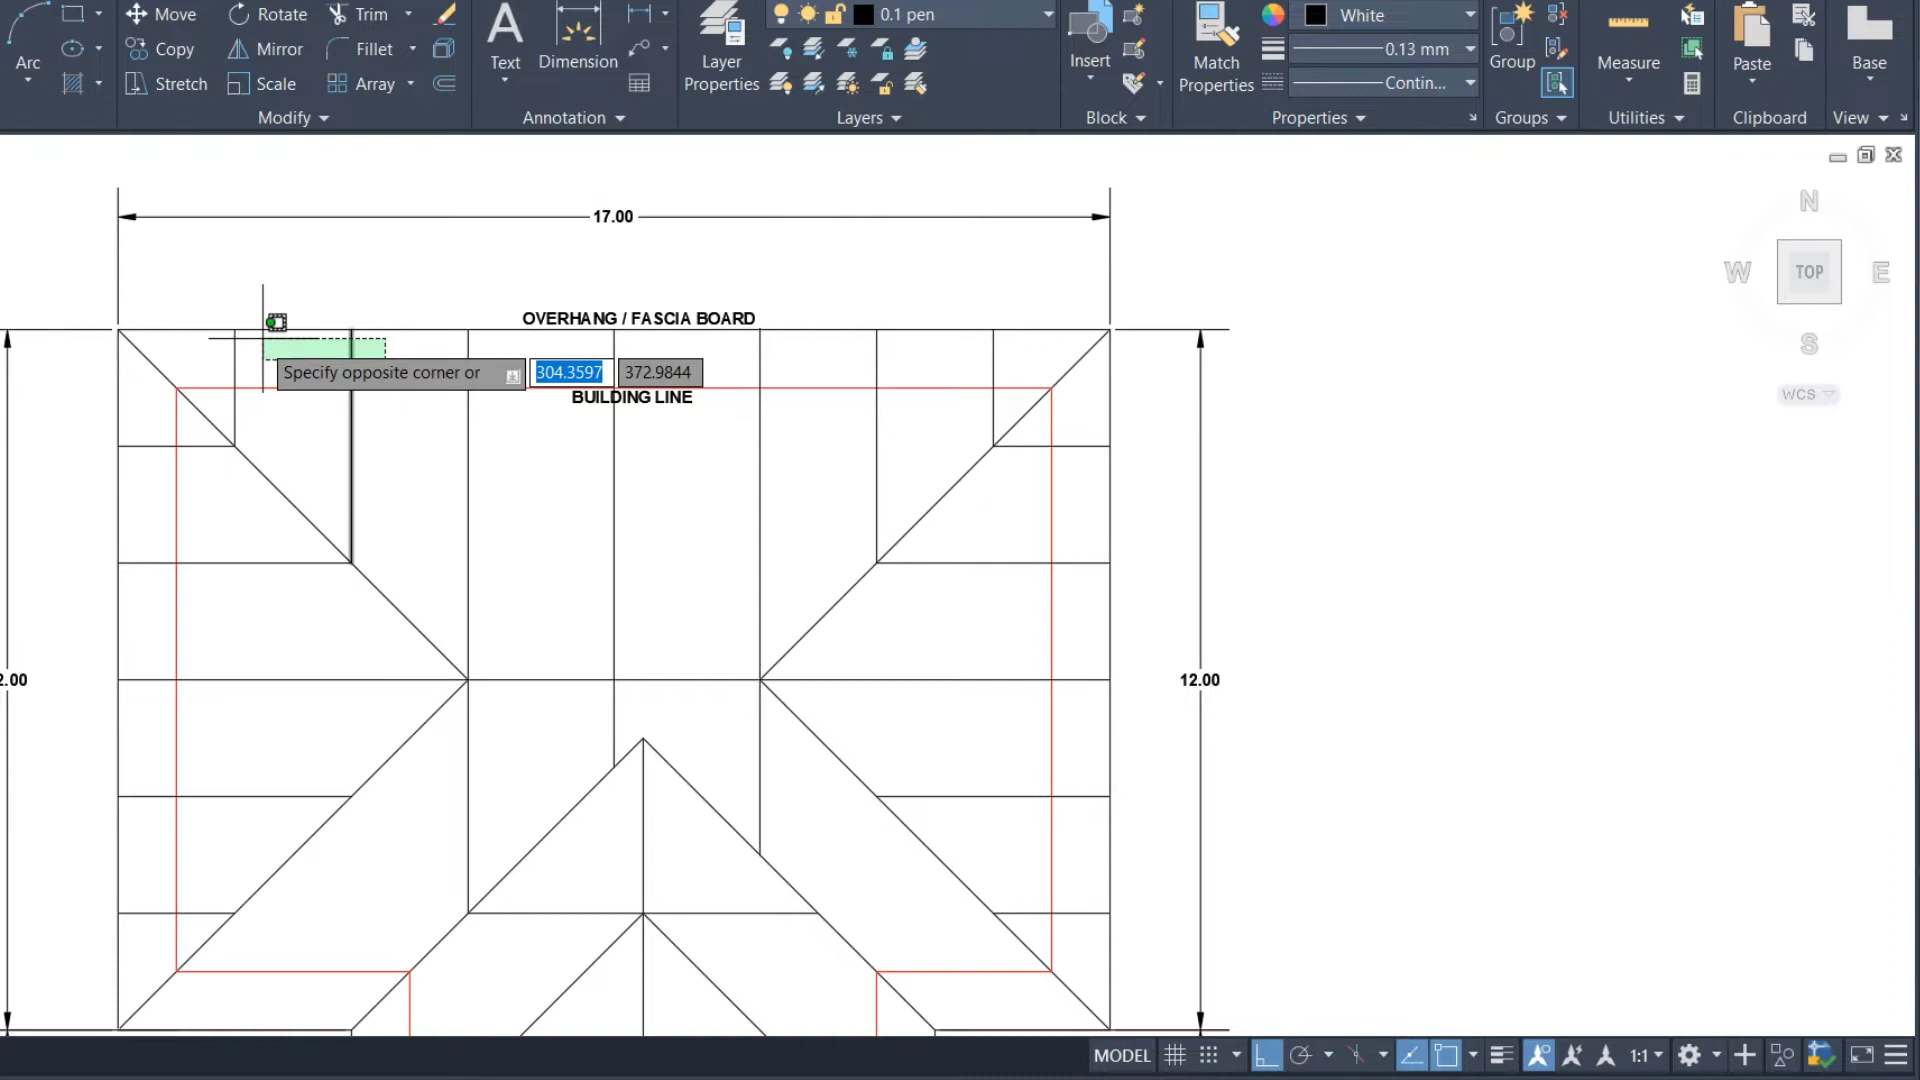 Arc
Move
Rotate
Trim
Copy
Mirror
Fillet
Stretch
Scale
Array
Modify
Text
Dimension
Annotation
Layer
Properties
0.1 pen
Layers
Insert
Block
Match
Properties
White
0.13 mm
Contin...
Properties
Group
Groups
Measure
Utilities
Paste
Clipboard
Base
View
17.00
OVERHANG / FASCIA BOARD
Specify opposite corner or
304.3597
372.9844
BUILDING LINE
2.00
12.00
N
W
TOP
E
S
WCS
MODEL
1:1